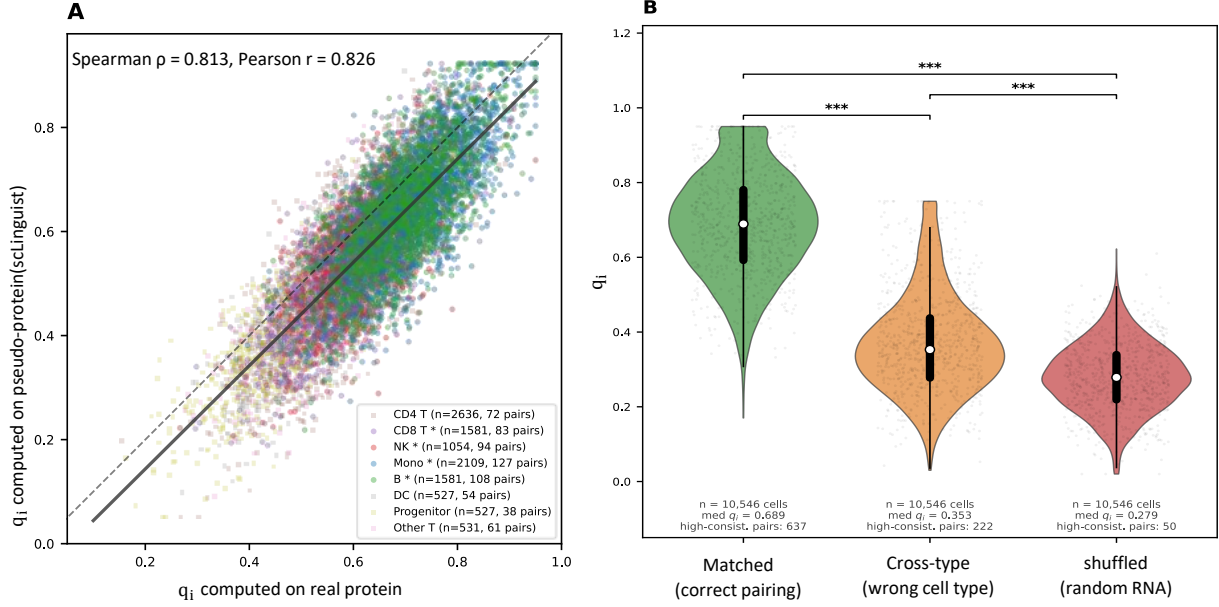 A
Spearman ρ = 0.813, Pearson r = 0.826
qi computed on pseudo-protein(scLinguist)
0.8
0.6
0.4
0.2
0.0
0.2
0.4
0.6
0.8
1.0
qi computed on real protein
CD4 T (n=2636, 72 pairs)
CD8 T * (n=1581, 83 pairs)
NK * (n=1054, 94 pairs)
Mono * (n=2109, 127 pairs)
B * (n=1581, 108 pairs)
DC (n=527, 54 pairs)
Progenitor (n=527, 38 pairs)
Other T (n=531, 61 pairs)
B
1.2
1.0
0.8
0.6
0.4
0.2
0.0
qi
***
***
***
n = 10,546 cells
med qi = 0.689
high-consist. pairs: 637
n = 10,546 cells
med qi = 0.353
high-consist. pairs: 222
n = 10,546 cells
med qi = 0.279
high-consist. pairs: 50
Matched
(correct pairing)
Cross-type
(wrong cell type)
shuffled
(random RNA)